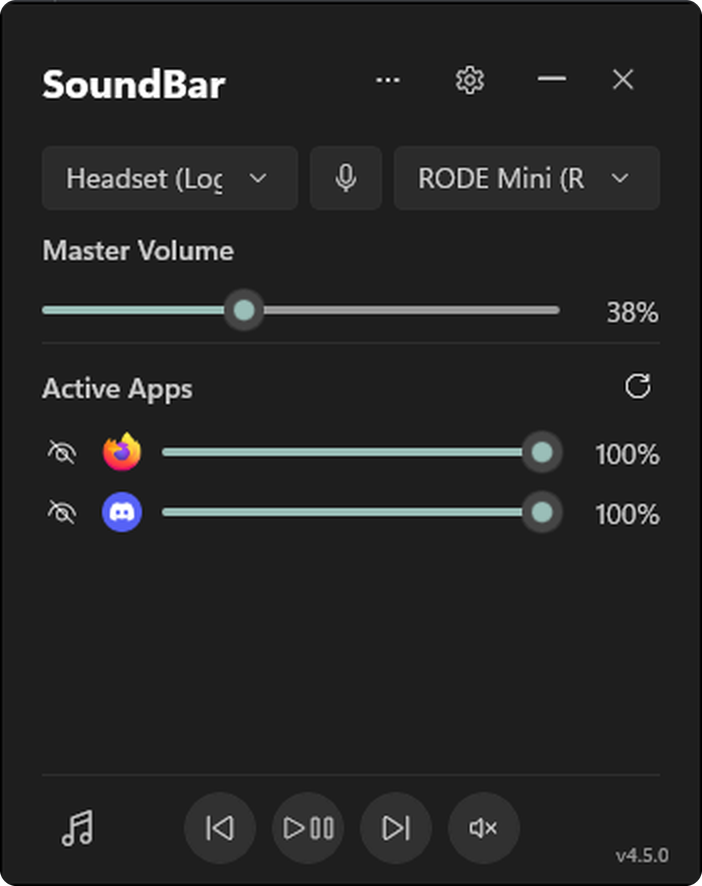 SoundBar
Headset (Log
RODE Mini (R
Master Volume
38%
Active Apps
100%
100%
v4.5.0